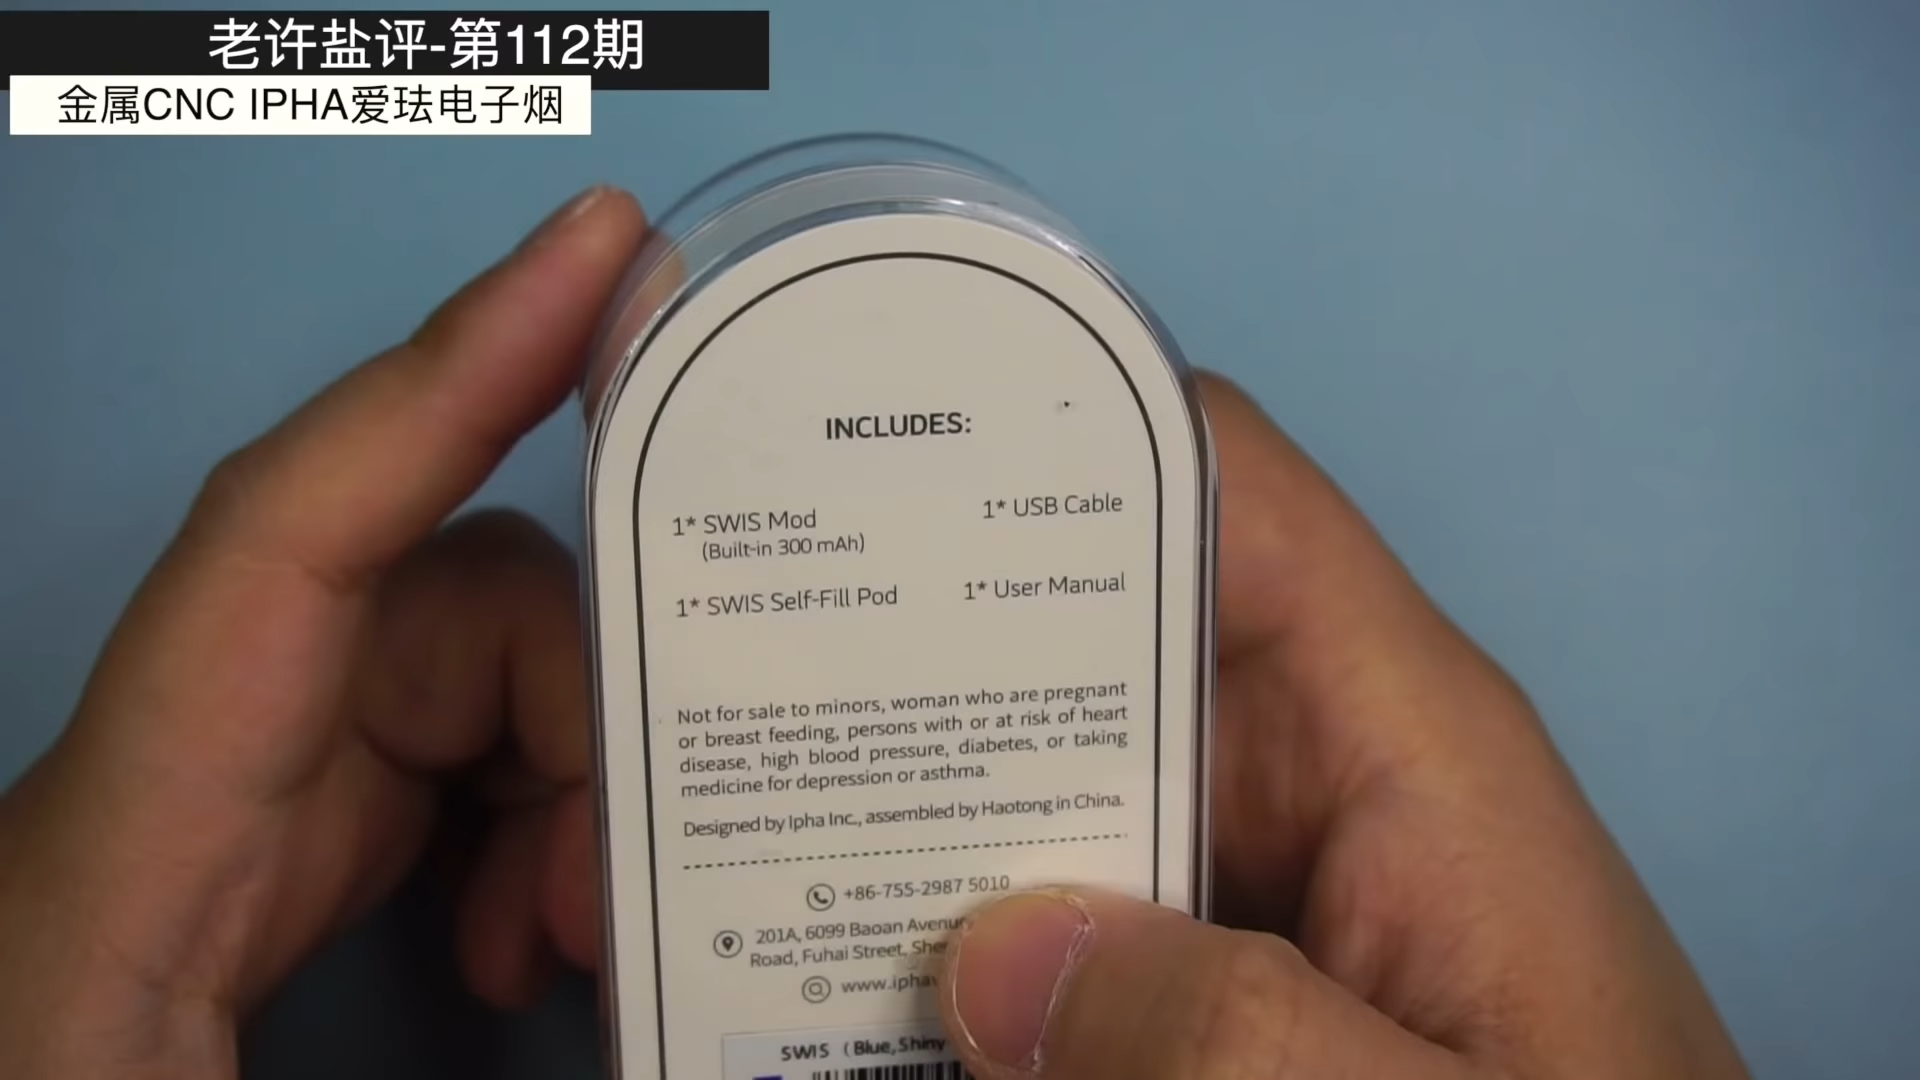 老许盐评-第112期
金属CNC IPHA爱珐电子烟
INCLUDES:
1* SWIS Mod
(Built-in 300 mAh)
1* USB Cable
1* SWIS Self-Fill Pod
1* User Manual
Not for sale to minors, woman who are pregnant
or breast feeding, persons with or at risk of heart
disease, high blood pressure, diabetes, or taking
medicine for depression or asthma.
Designed by Ipha Inc., assembled by Haotong in China.
+86-755-2987 5010
201A, 6099 Baoan
Road, Fuhai Street,
SWIS (Blue, Shiny